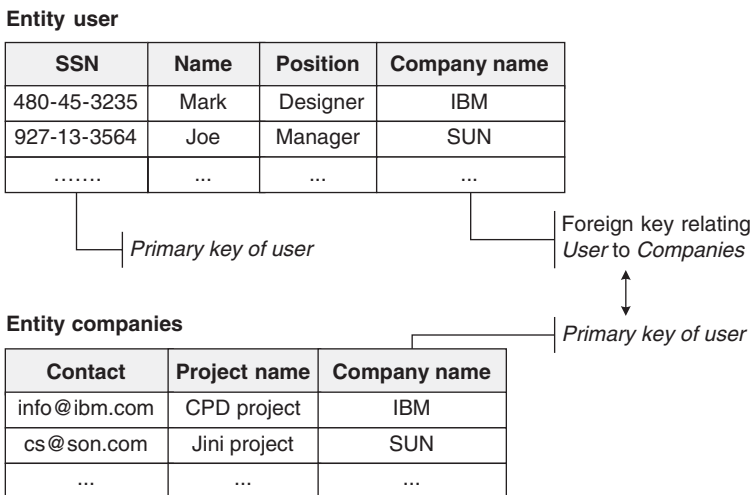 Entity user
SSN Name Position Company name
480-45-3235 Mark Designer IBM
927-13-3564 Joe Manager SUN
....... ... ... ...
Foreign key relating
Primary key of user User to Companies
Entity companies
Primary key of user
Contact Project name Company name
info@ibm.com CPD project IBM
cs@son.com Jini project SUN
... ... ...